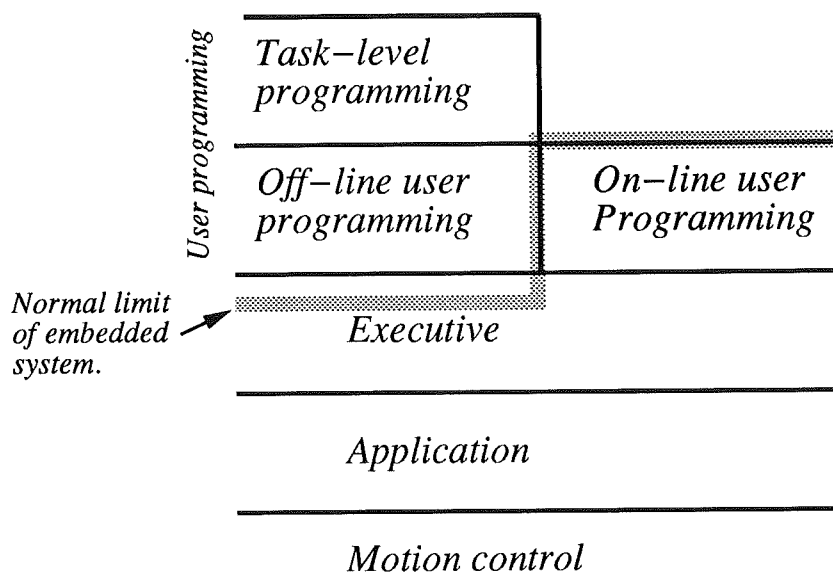 User programming
Task–level
programming
Off–line user
programming
On–line user
Programming
Normal limit
of embedded
system.
Executive
Application
Motion control